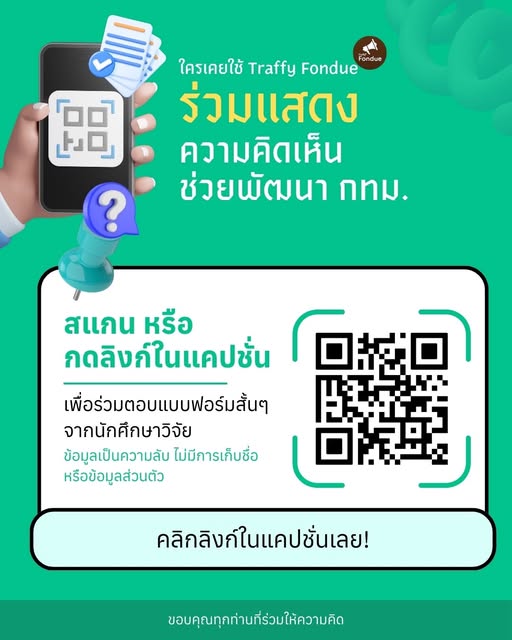 ใครเคยใช้ Traffy Fondue
Traffy
Fondue
ร่วมแสดง
ความคิดเห็น
ช่วยพัฒนา กทม.
?
สแกน หรือ
กดลิงก์ในแคปชั่น
เพื่อร่วมตอบแบบฟอร์มสั้นๆ
จากนักศึกษาวิจัย
ข้อมูลเป็นความลับ ไม่มีการเก็บชื่อ
หรือข้อมูลส่วนตัว
คลิกลิงก์ในแคปชั่นเลย!
ขอบคุณทุกท่านที่ร่วมให้ความคิด